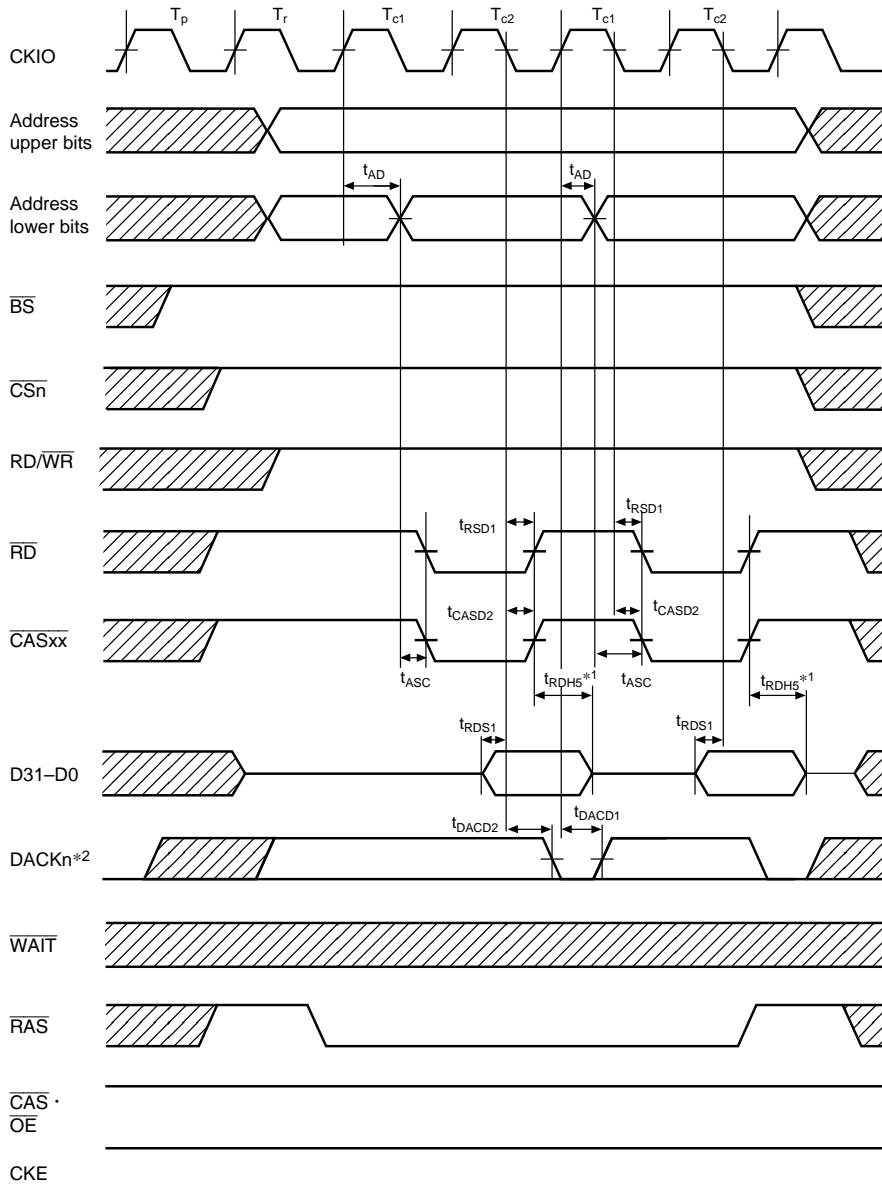 Tp Tr Tc1 Tc2 Tc1 Tc2
CKIO
Address
upper bits
tAD tAD
Address
lower bits
BS
CSn
RD/WR
tRSD1 tRSD1
RD
tCASD2 tCASD2
CASxx
tASC tRDH5*1 tASC tRDH5*1
tRDS1 tRDS1
D31–D0
tDACD2 tDACD1
DACKn*2
WAIT
RAS
CAS ·
OE
CKE